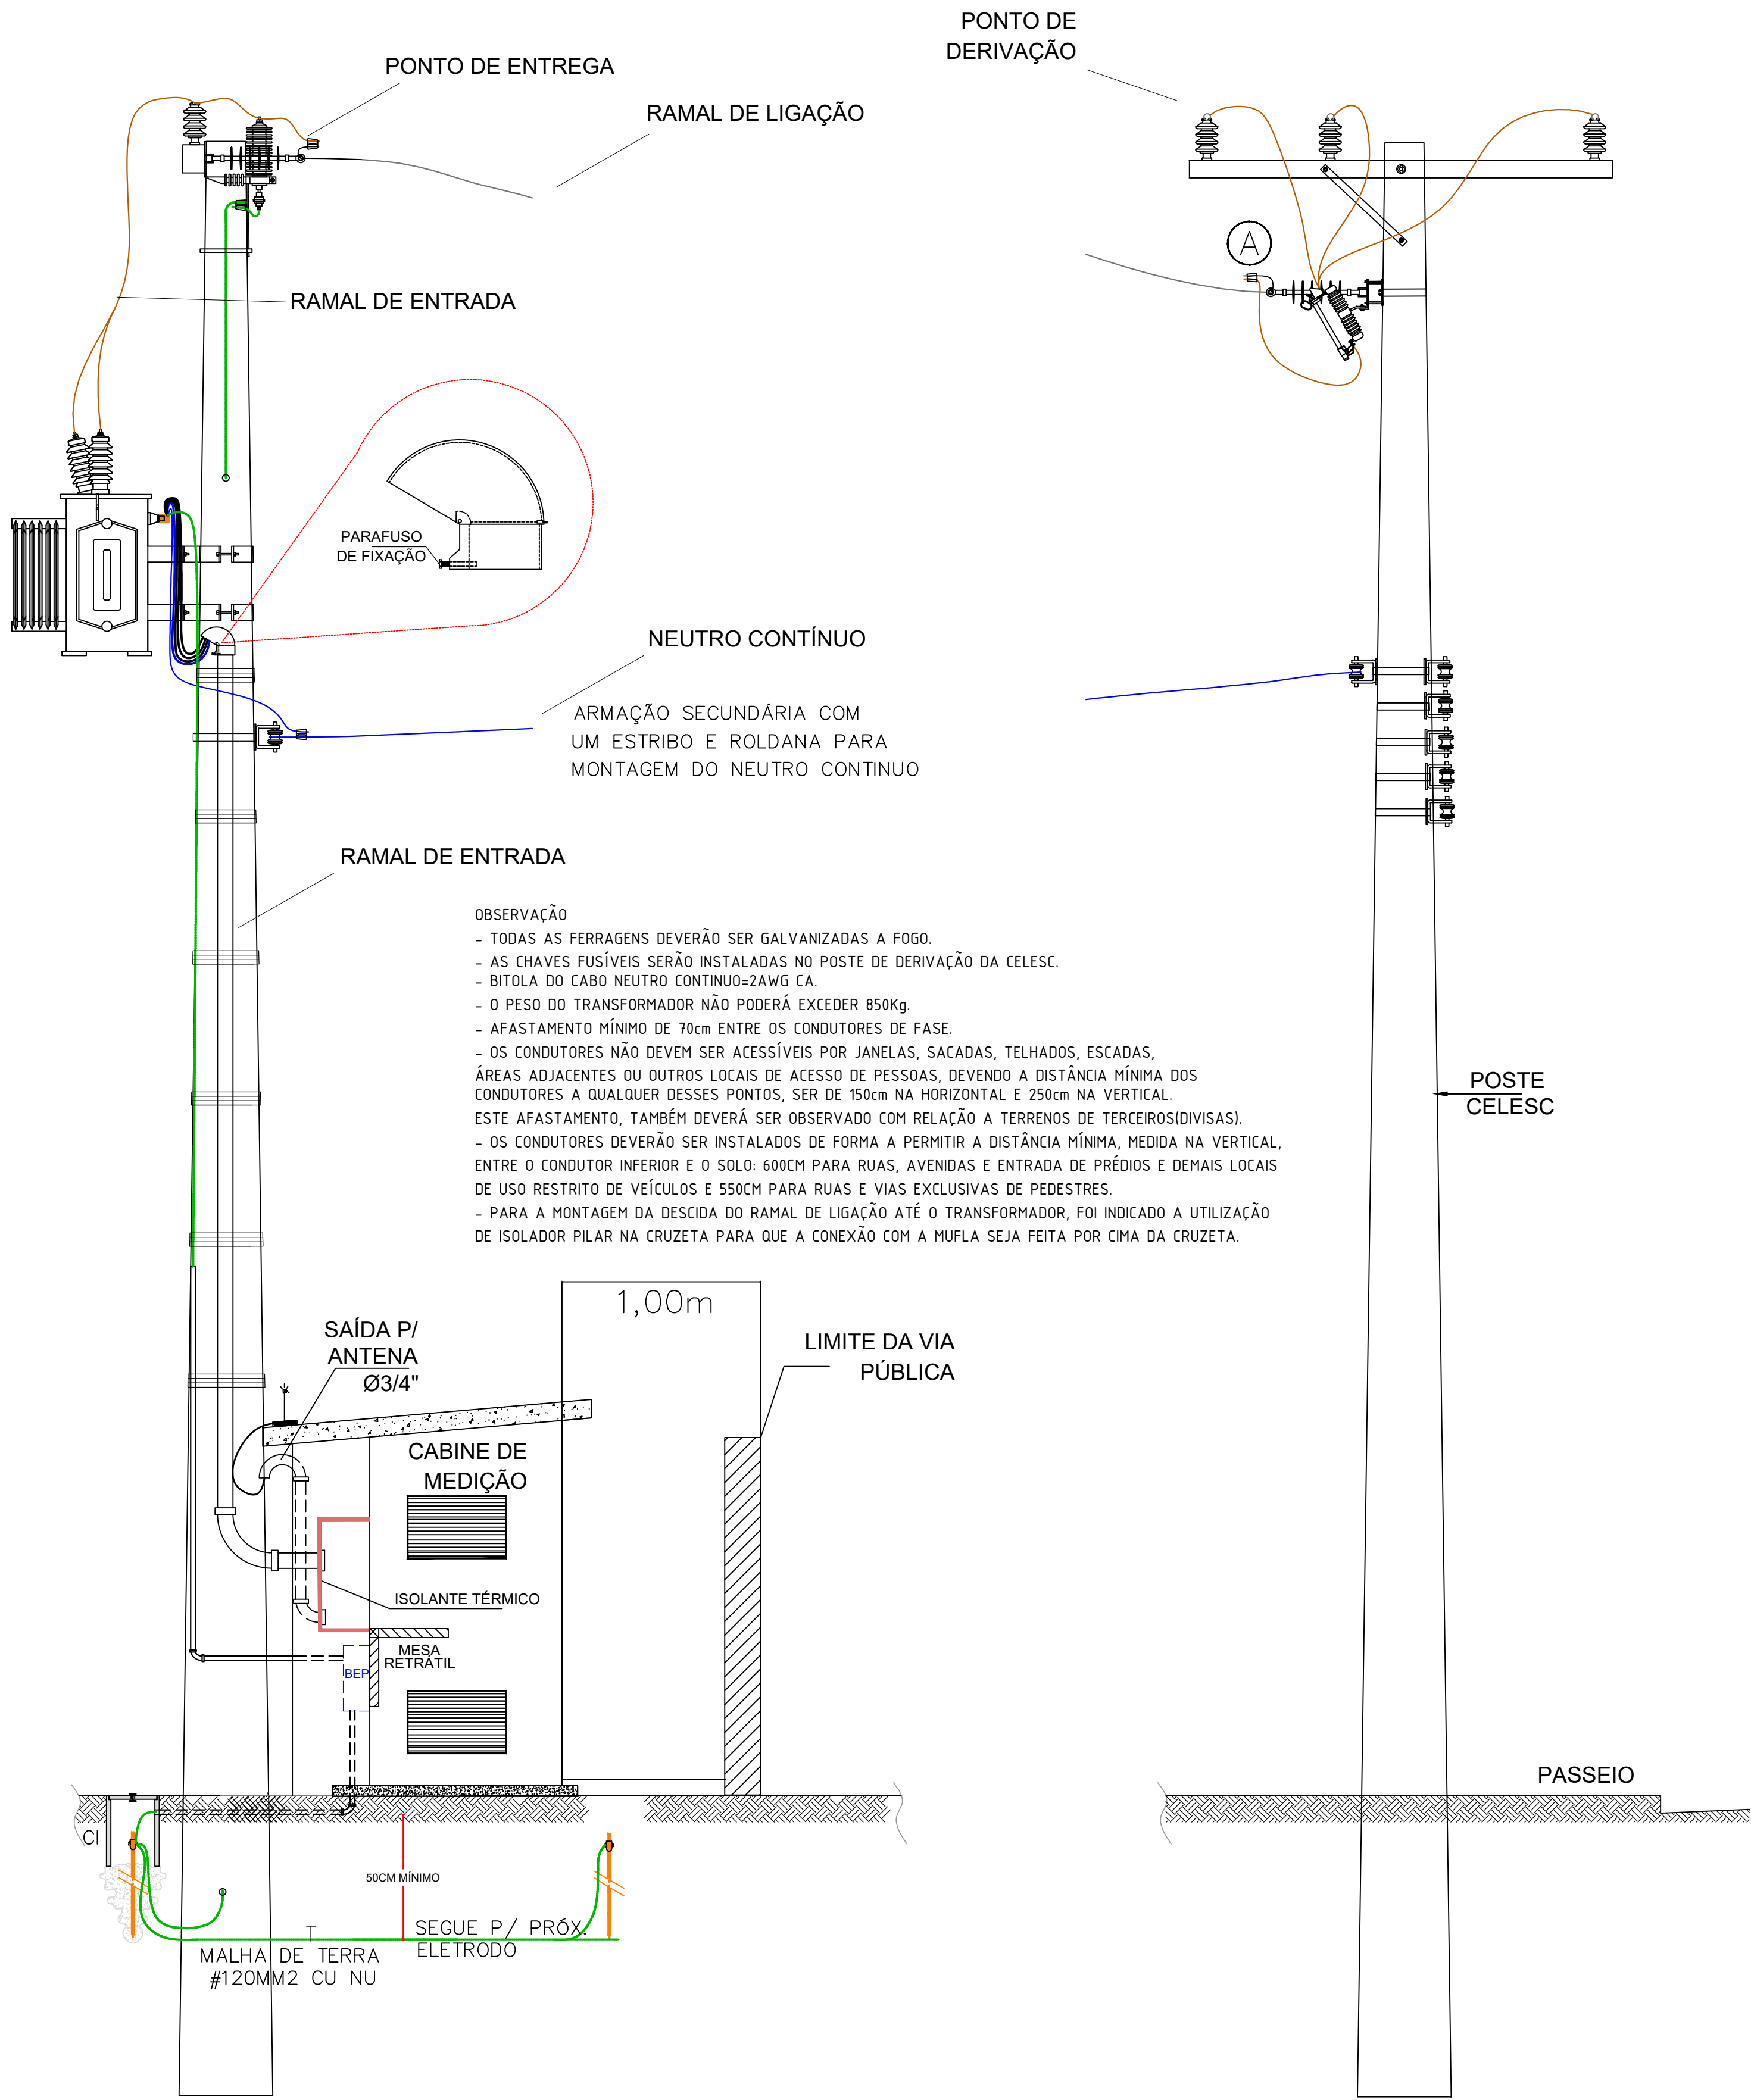 PONTO DE
DERIVAÇÃO
PONTO DE ENTREGA
RAMAL DE LIGAÇÃO
A
RAMAL DE ENTRADA
PARAFUSO
DE FIXAÇÃO
NEUTRO CONTÍNUO
ARMAÇÃO SECUNDÁRIA COM
UM ESTRIBO E ROLDANA PARA
MONTAGEM DO NEUTRO CONTINUO
RAMAL DE ENTRADA
OBSERVAÇÃO
- TODAS AS FERRAGENS DEVERÃO SER GALVANIZADAS A FOGO.
- AS CHAVES FUSÍVEIS SERÃO INSTALADAS NO POSTE DE DERIVAÇÃO DA CELESC.
- BITOLA DO CABO NEUTRO CONTINUO=2AWG CA.
- O PESO DO TRANSFORMADOR NÃO PODERÁ EXCEDER 850Kg.
- AFASTAMENTO MÍNIMO DE 70cm ENTRE OS CONDUTORES DE FASE.
- OS CONDUTORES NÃO DEVEM SER ACESSÍVEIS POR JANELAS, SACADAS, TELHADOS, ESCADAS,
ÁREAS ADJACENTES OU OUTROS LOCAIS DE ACESSO DE PESSOAS, DEVENDO A DISTÂNCIA MÍNIMA DOS
CONDUTORES A QUALQUER DESSES PONTOS, SER DE 150cm NA HORIZONTAL E 250cm NA VERTICAL.
ESTE AFASTAMENTO, TAMBÉM DEVERÁ SER OBSERVADO COM RELAÇÃO A TERRENOS DE TERCEIROS(DIVISAS).
- OS CONDUTORES DEVERÃO SER INSTALADOS DE FORMA A PERMITIR A DISTÂNCIA MÍNIMA, MEDIDA NA VERTICAL,
ENTRE O CONDUTOR INFERIOR E O SOLO: 600CM PARA RUAS, AVENIDAS E ENTRADA DE PRÉDIOS E DEMAIS LOCAIS
DE USO RESTRITO DE VEÍCULOS E 550CM PARA RUAS E VIAS EXCLUSIVAS DE PEDESTRES.
- PARA A MONTAGEM DA DESCIDA DO RAMAL DE LIGAÇÃO ATÉ O TRANSFORMADOR, FOI INDICADO A UTILIZAÇÃO
DE ISOLADOR PILAR NA CRUZETA PARA QUE A CONEXÃO COM A MUFLA SEJA FEITA POR CIMA DA CRUZETA.
POSTE
CELESC
1,00m
SAÍDA P/
ANTENA
Ø3/4"
LIMITE DA VIA
PÚBLICA
CABINE DE
MEDIÇÃO
ISOLANTE TÉRMICO
MESA
RETRÁTIL
BEP
PASSEIO
CI
50CM MÍNIMO
T
SEGUE P/ PRÓX.
ELETRODO
MALHA DE TERRA
#120MM2 CU NU